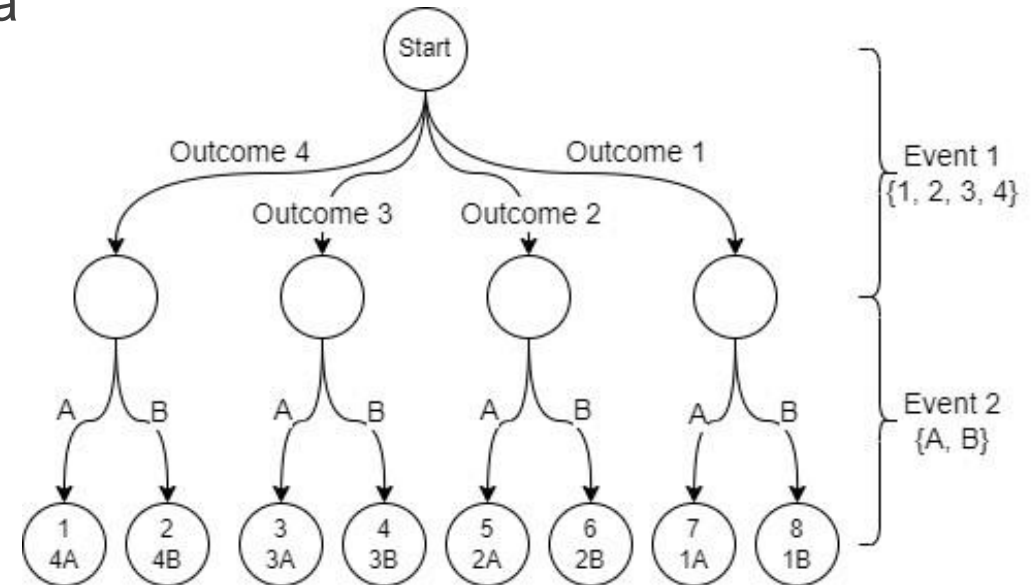 a
Start
Outcome 4
Outcome 1
Event 1
{1, 2, 3, 4}
Outcome 3
Outcome 2
A
B
A
B
A
B
A
B
Event 2
{A, B}
1
4A
2
4B
3
3A
4
3B
5
2A
6
2B
7
1A
8
1B